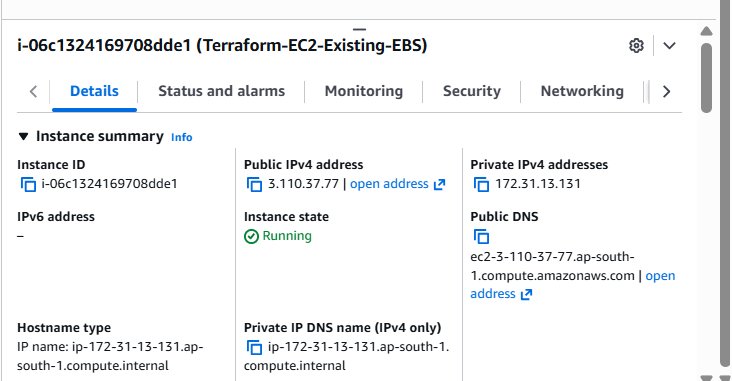 i-06c1324169708dde1 (Terraform-EC2-Existing-EBS)
Details
Status and alarms
Monitoring
Security
Networking
Instance summary Info
Instance ID
i-06c1324169708dde1
Public IPv4 address
3.110.37.77 | open address
Private IPv4 addresses
172.31.13.131
IPv6 address
–
Instance state
Running
Public DNS
ec2-3-110-37-77.ap-south-
1.compute.amazonaws.com | open
address
Hostname type
IP name: ip-172-31-13-131.ap-
south-1.compute.internal
Private IP DNS name (IPv4 only)
ip-172-31-13-131.ap-south-1.
compute.internal